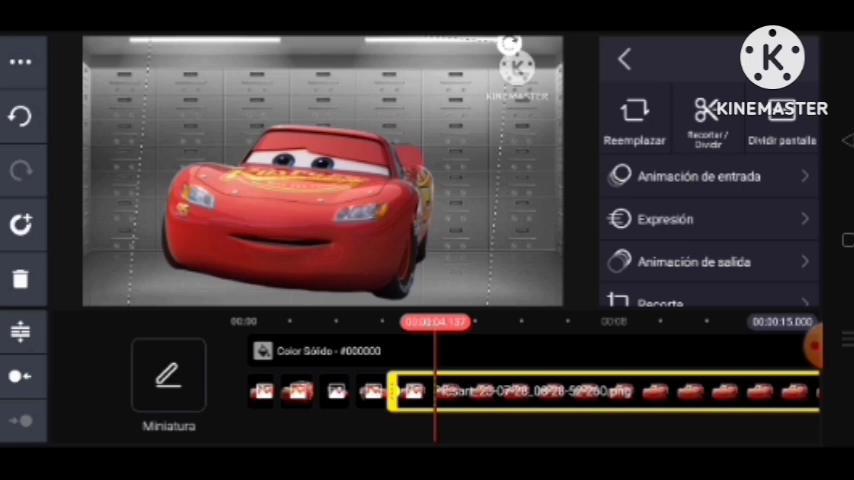 KINEMASTER
KINEMASTER
Reemplazar
Recortar /
Dividir
Dividir pantalla
Animación de entrada
Expresión
Animación de salida
Recorte
00:00
00:00:04.137
00:08
00:00:15.000
Color Sólido - #000000
Miniatura